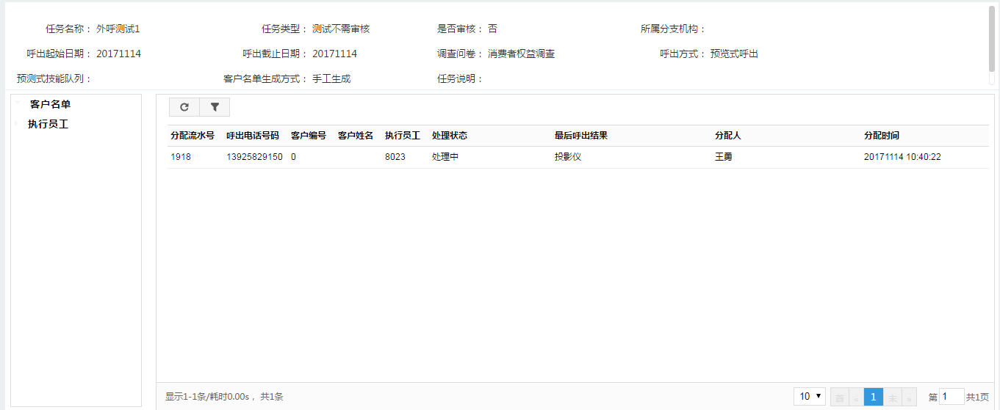 任务名称： 外呼测试1 任务类型： 测试不需审核 是否审核： 否 所属分支机构：
呼出起始日期： 20171114 呼出截止日期： 20171114 调查问卷： 消费者权益调查 呼出方式： 预览式呼出
预测式技能队列： 客户名单生成方式： 手工生成 任务说明：
客户名单
执行员工
分配流水号 呼出电话号码 客户编号 客户姓名 执行员工 处理状态 最后呼出结果 分配人 分配时间
1918 13925829150 0 8023 处理中 投影仪 王勇 20171114 10:40:22
显示1-1条/耗时0.00s， 共1条 10 首 « 1 末 » 第 1 共1页